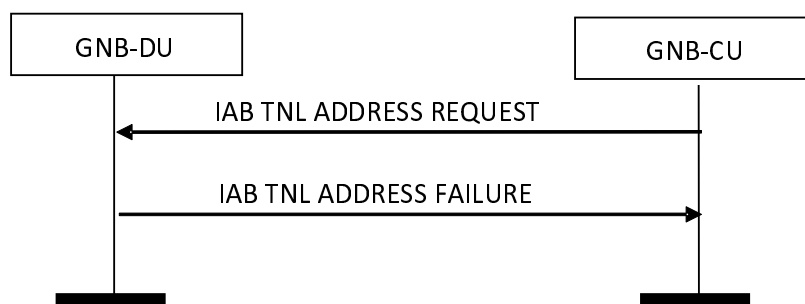 GNB-DU
GNB-CU
IAB TNL ADDRESS REQUEST
IAB TNL ADDRESS FAILURE